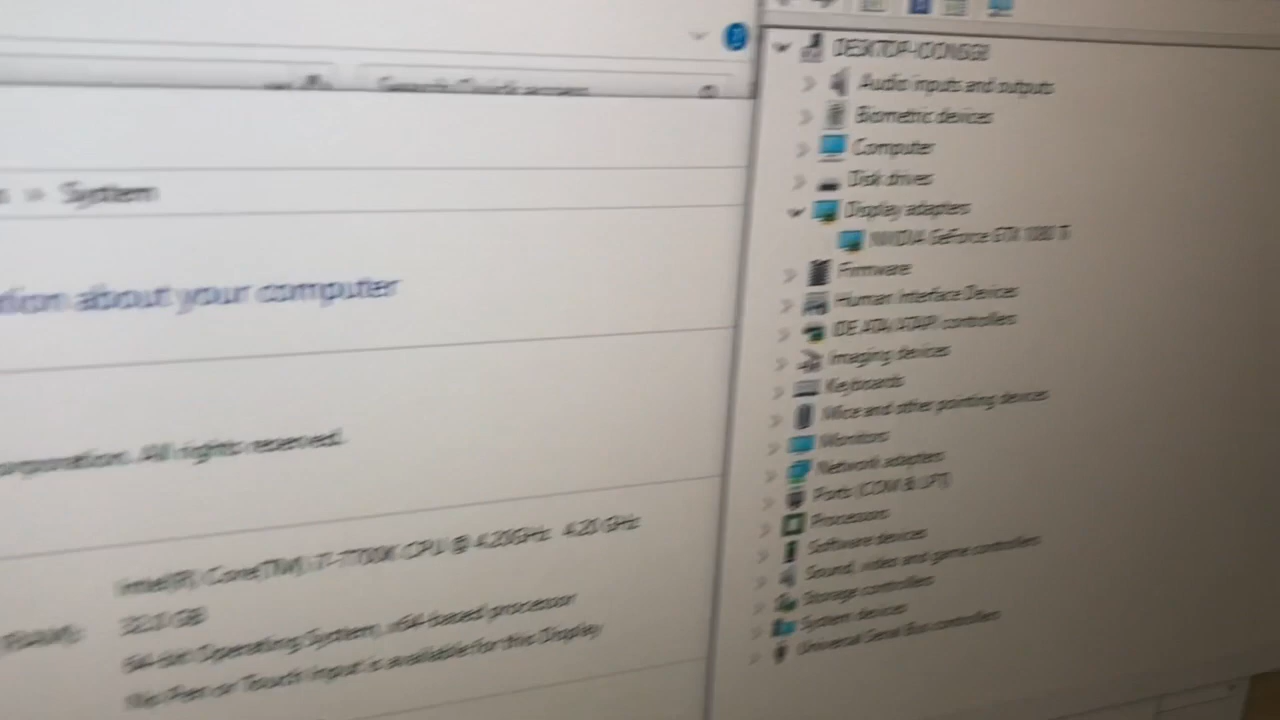 Search Quick access
System
about your computer
All rights reserved.
Intel(R) Core(TM) i7-7700K CPU @ 4.20GHz 4.20 GHz
(RAM): 32.0 GB
64-bit Operating System, x64-based processor
No Pen or Touch Input is available for this Display
Audio inputs and outputs
Biometric devices
Computer
Disk drives
Display adapters
NVIDIA GeForce GTX 1080 Ti
Firmware
Human Interface Devices
IDE ATA/ATAPI controllers
Imaging devices
Keyboards
Mice and other pointing devices
Monitors
Network adapters
Ports (COM & LPT)
Processors
Software devices
Sound, video and game controllers
Storage controllers
System devices
Universal Serial Bus controllers